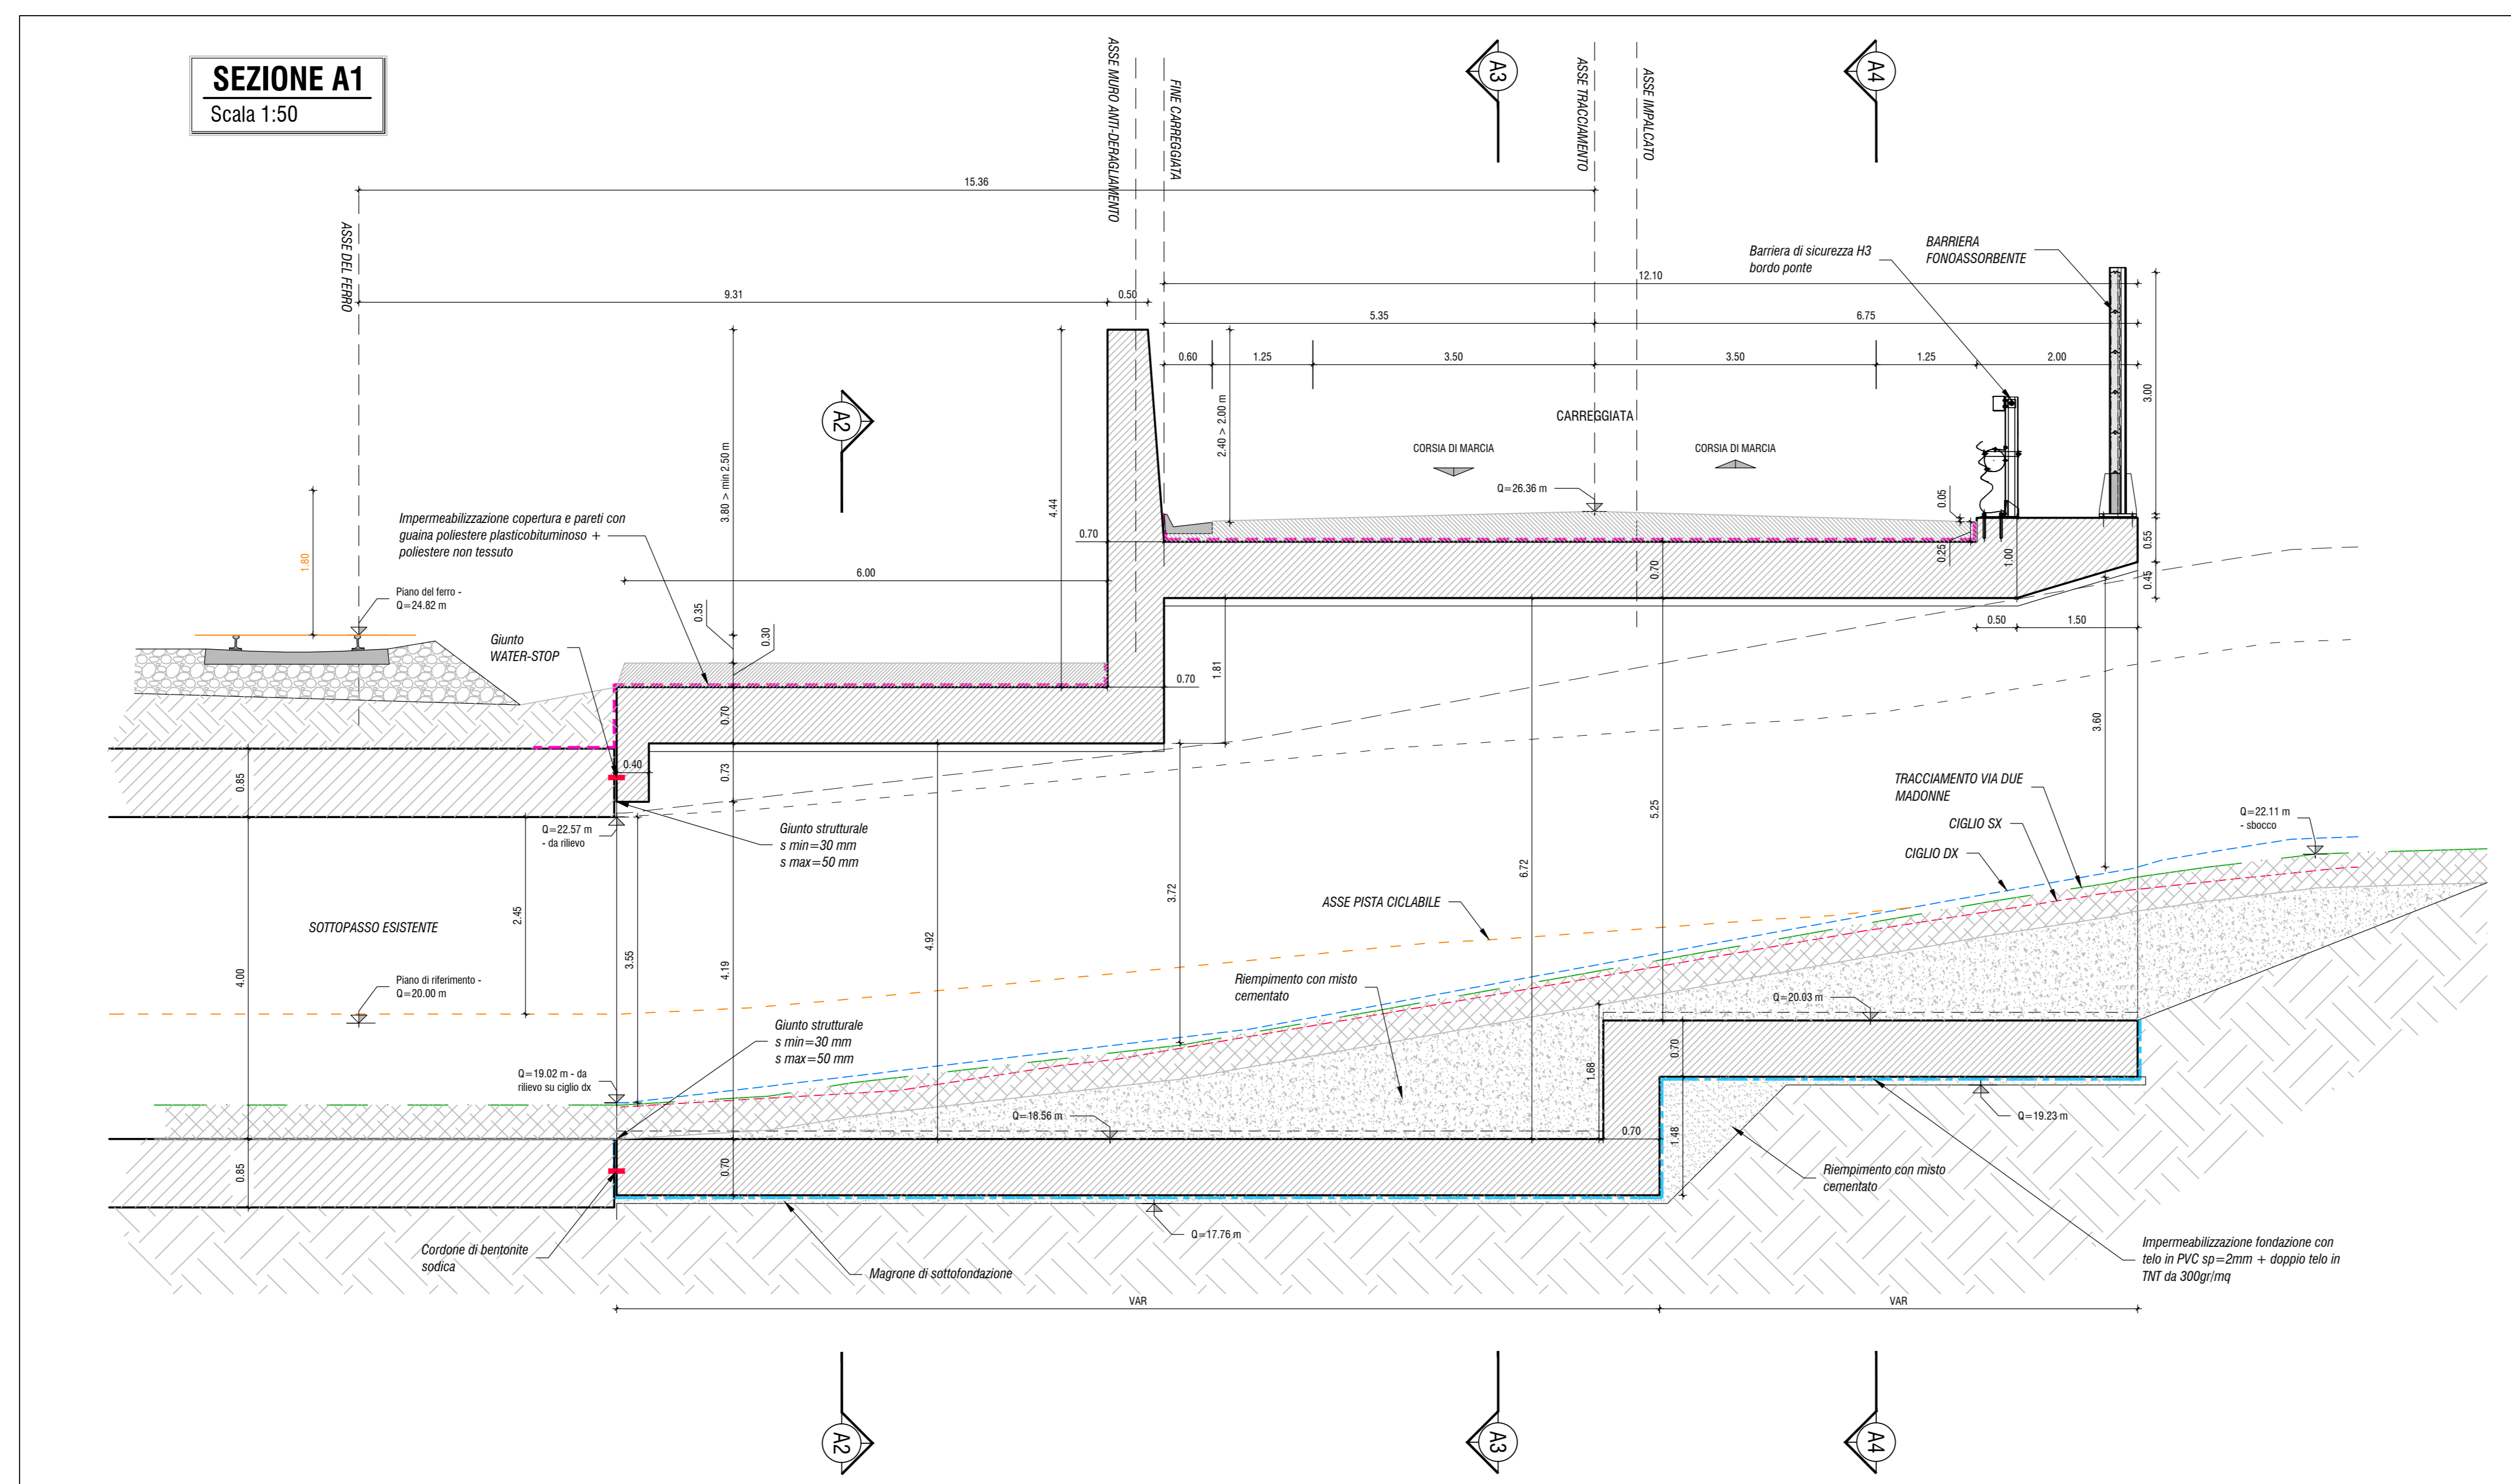 SEZIONE A1
Scala 1:50
ASSE DEL FERRO
ASSE MURO ANTI-DERAGLIAMENTO
FINE CARREGGIATA
A3
ASSE TRACCIAMENTO
ASSE IMPALCATO
A4
15.36
9.31
0.50
12.10
5.35
6.75
0.60
1.25
3.50
3.50
1.25
2.00
Barriera di sicurezza H3
bordo ponte
BARRIERA
FONOASSORBENTE
3.00
A2
3.80 > min 2.50 m
4.44
2.40 > 2.00 m
CARREGGIATA
CORSIA DI MARCIA
CORSIA DI MARCIA
Q=26.36 m
0.05
0.25
1.00
0.55
0.45
0.70
0.70
0.50
1.50
Impermeabilizzazione copertura e pareti con
guaina poliestere plasticobituminoso +
poliestere non tessuto
1.80
6.00
Piano del ferro -
Q=24.82 m
0.35
0.30
Giunto
WATER-STOP
0.70
1.81
0.70
0.40
0.73
0.85
3.60
5.25
Q=22.57 m
- da rilievo
Giunto strutturale
s min=30 mm
s max=50 mm
TRACCIAMENTO VIA DUE
MADONNE
CIGLIO SX
CIGLIO DX
Q=22.11 m
- sbocco
2.45
3.55
4.00
4.19
4.92
3.72
6.72
SOTTOPASSO ESISTENTE
ASSE PISTA CICLABILE
Piano di riferimento -
Q=20.00 m
Riempimento con misto
cementato
Q=20.03 m
Giunto strutturale
s min=30 mm
s max=50 mm
Q=19.02 m - da
rilievo su ciglio dx
1.68
0.70
Q=18.56 m
Q=19.23 m
0.70
1.48
0.85
0.70
Riempimento con misto
cementato
Q=17.76 m
Cordone di bentonite
sodica
Magrone di sottofondazione
Impermeabilizzazione fondazione con
telo in PVC sp=2mm + doppio telo in
TNT da 300gr/mq
VAR
VAR
A2
A3
A4